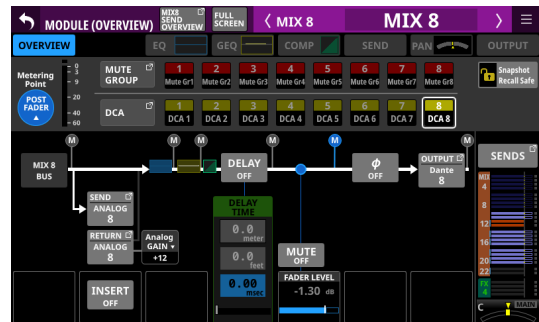 MODULE (OVERVIEW)
MIX8
SEND
OVERVIEW
FULL
SCREEN
MIX 8
MIX 8
OVERVIEW
EQ
GEQ
COMP
SEND
PAN
OUTPUT
Metering
Point
0
3
9
20
40
60
POST
FADER
MUTE
GROUP
1
2
3
4
5
6
7
8
Mute Gr1
Mute Gr2
Mute Gr3
Mute Gr4
Mute Gr5
Mute Gr6
Mute Gr7
Mute Gr8
Snapshot
Recall Safe
DCA
1
2
3
4
5
6
7
8
DCA 1
DCA 2
DCA 3
DCA 4
DCA 5
DCA 6
DCA 7
DCA 8
M
M
M
M
M
MIX 8
BUS
DELAY
OFF
ϕ
OFF
OUTPUT
Dante
8
SENDS
SEND
ANALOG
8
RETURN
ANALOG
8
Analog
GAIN
+12
DELAY
TIME
0.0
meter
0.0
feet
0.00
msec
INSERT
OFF
MUTE
OFF
FADER LEVEL
-1.30 dB
MIX
4
8
12
16
20
22
FX
4
C
MAIN